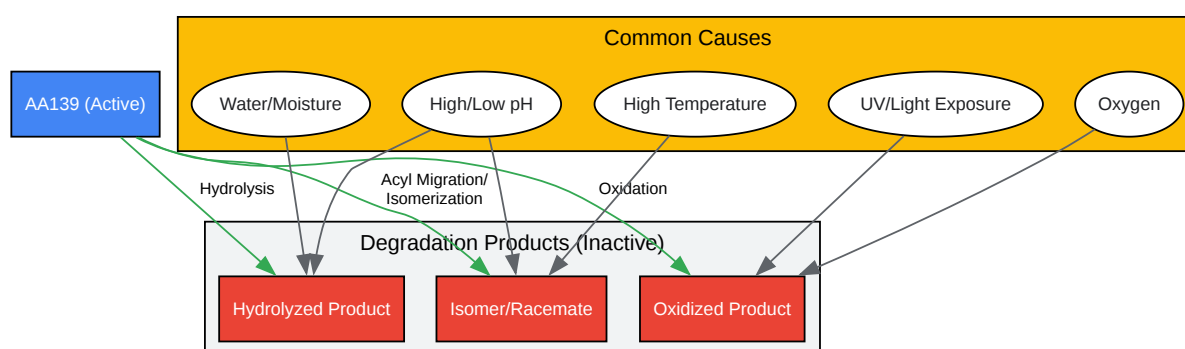 Common Causes
AA139 (Active)
Water/Moisture
High/Low pH
High Temperature
UV/Light Exposure
Oxygen
Hydrolysis
Acyl Migration/
Isomerization
Oxidation
Degradation Products (Inactive)
Hydrolyzed Product
Isomer/Racemate
Oxidized Product